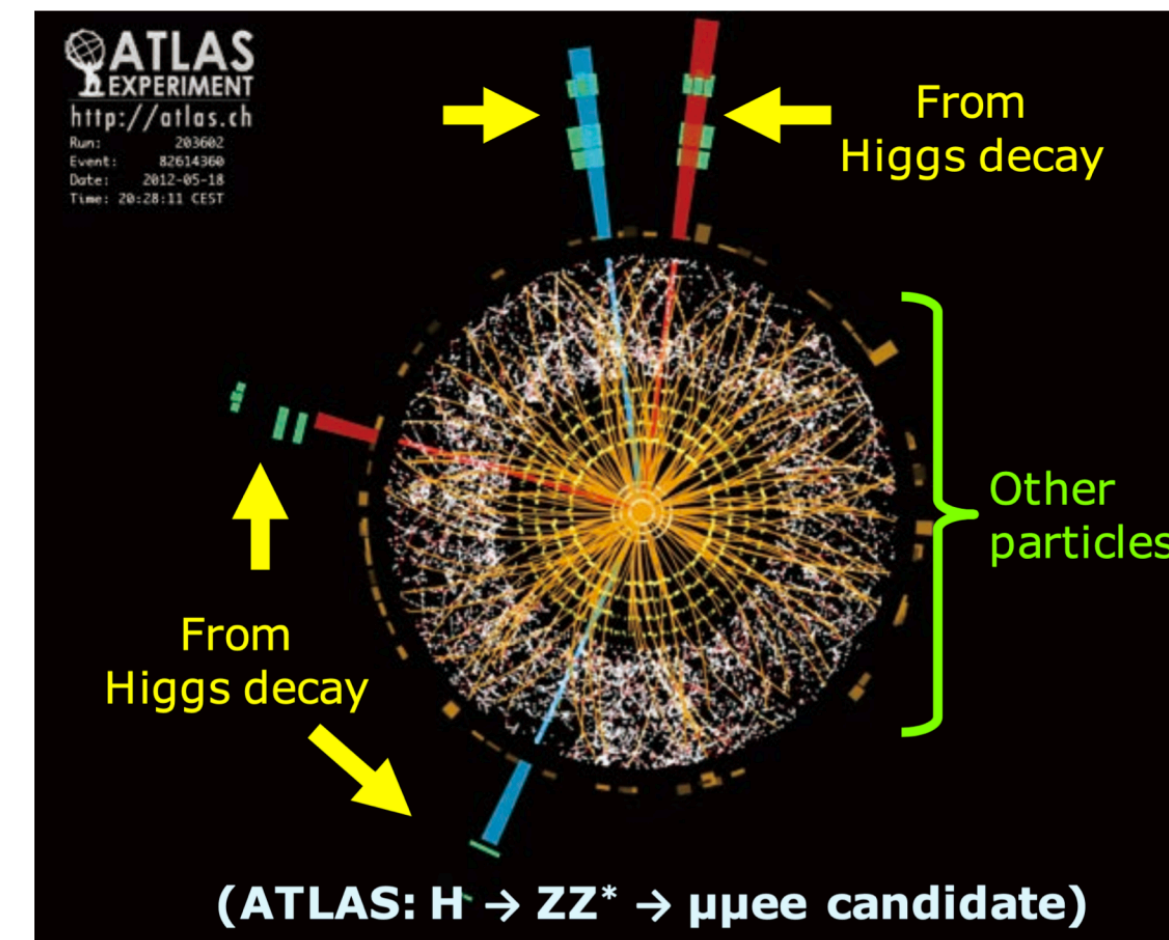 ATLAS
EXPERIMENT
http://atlas.ch
Run: 203602
Event: 82614360
Date: 2012-05-18
Time: 20:28:11 CEST
From
Higgs decay
Other
particles
From
Higgs decay
(ATLAS: H → ZZ* → μμee candidate)